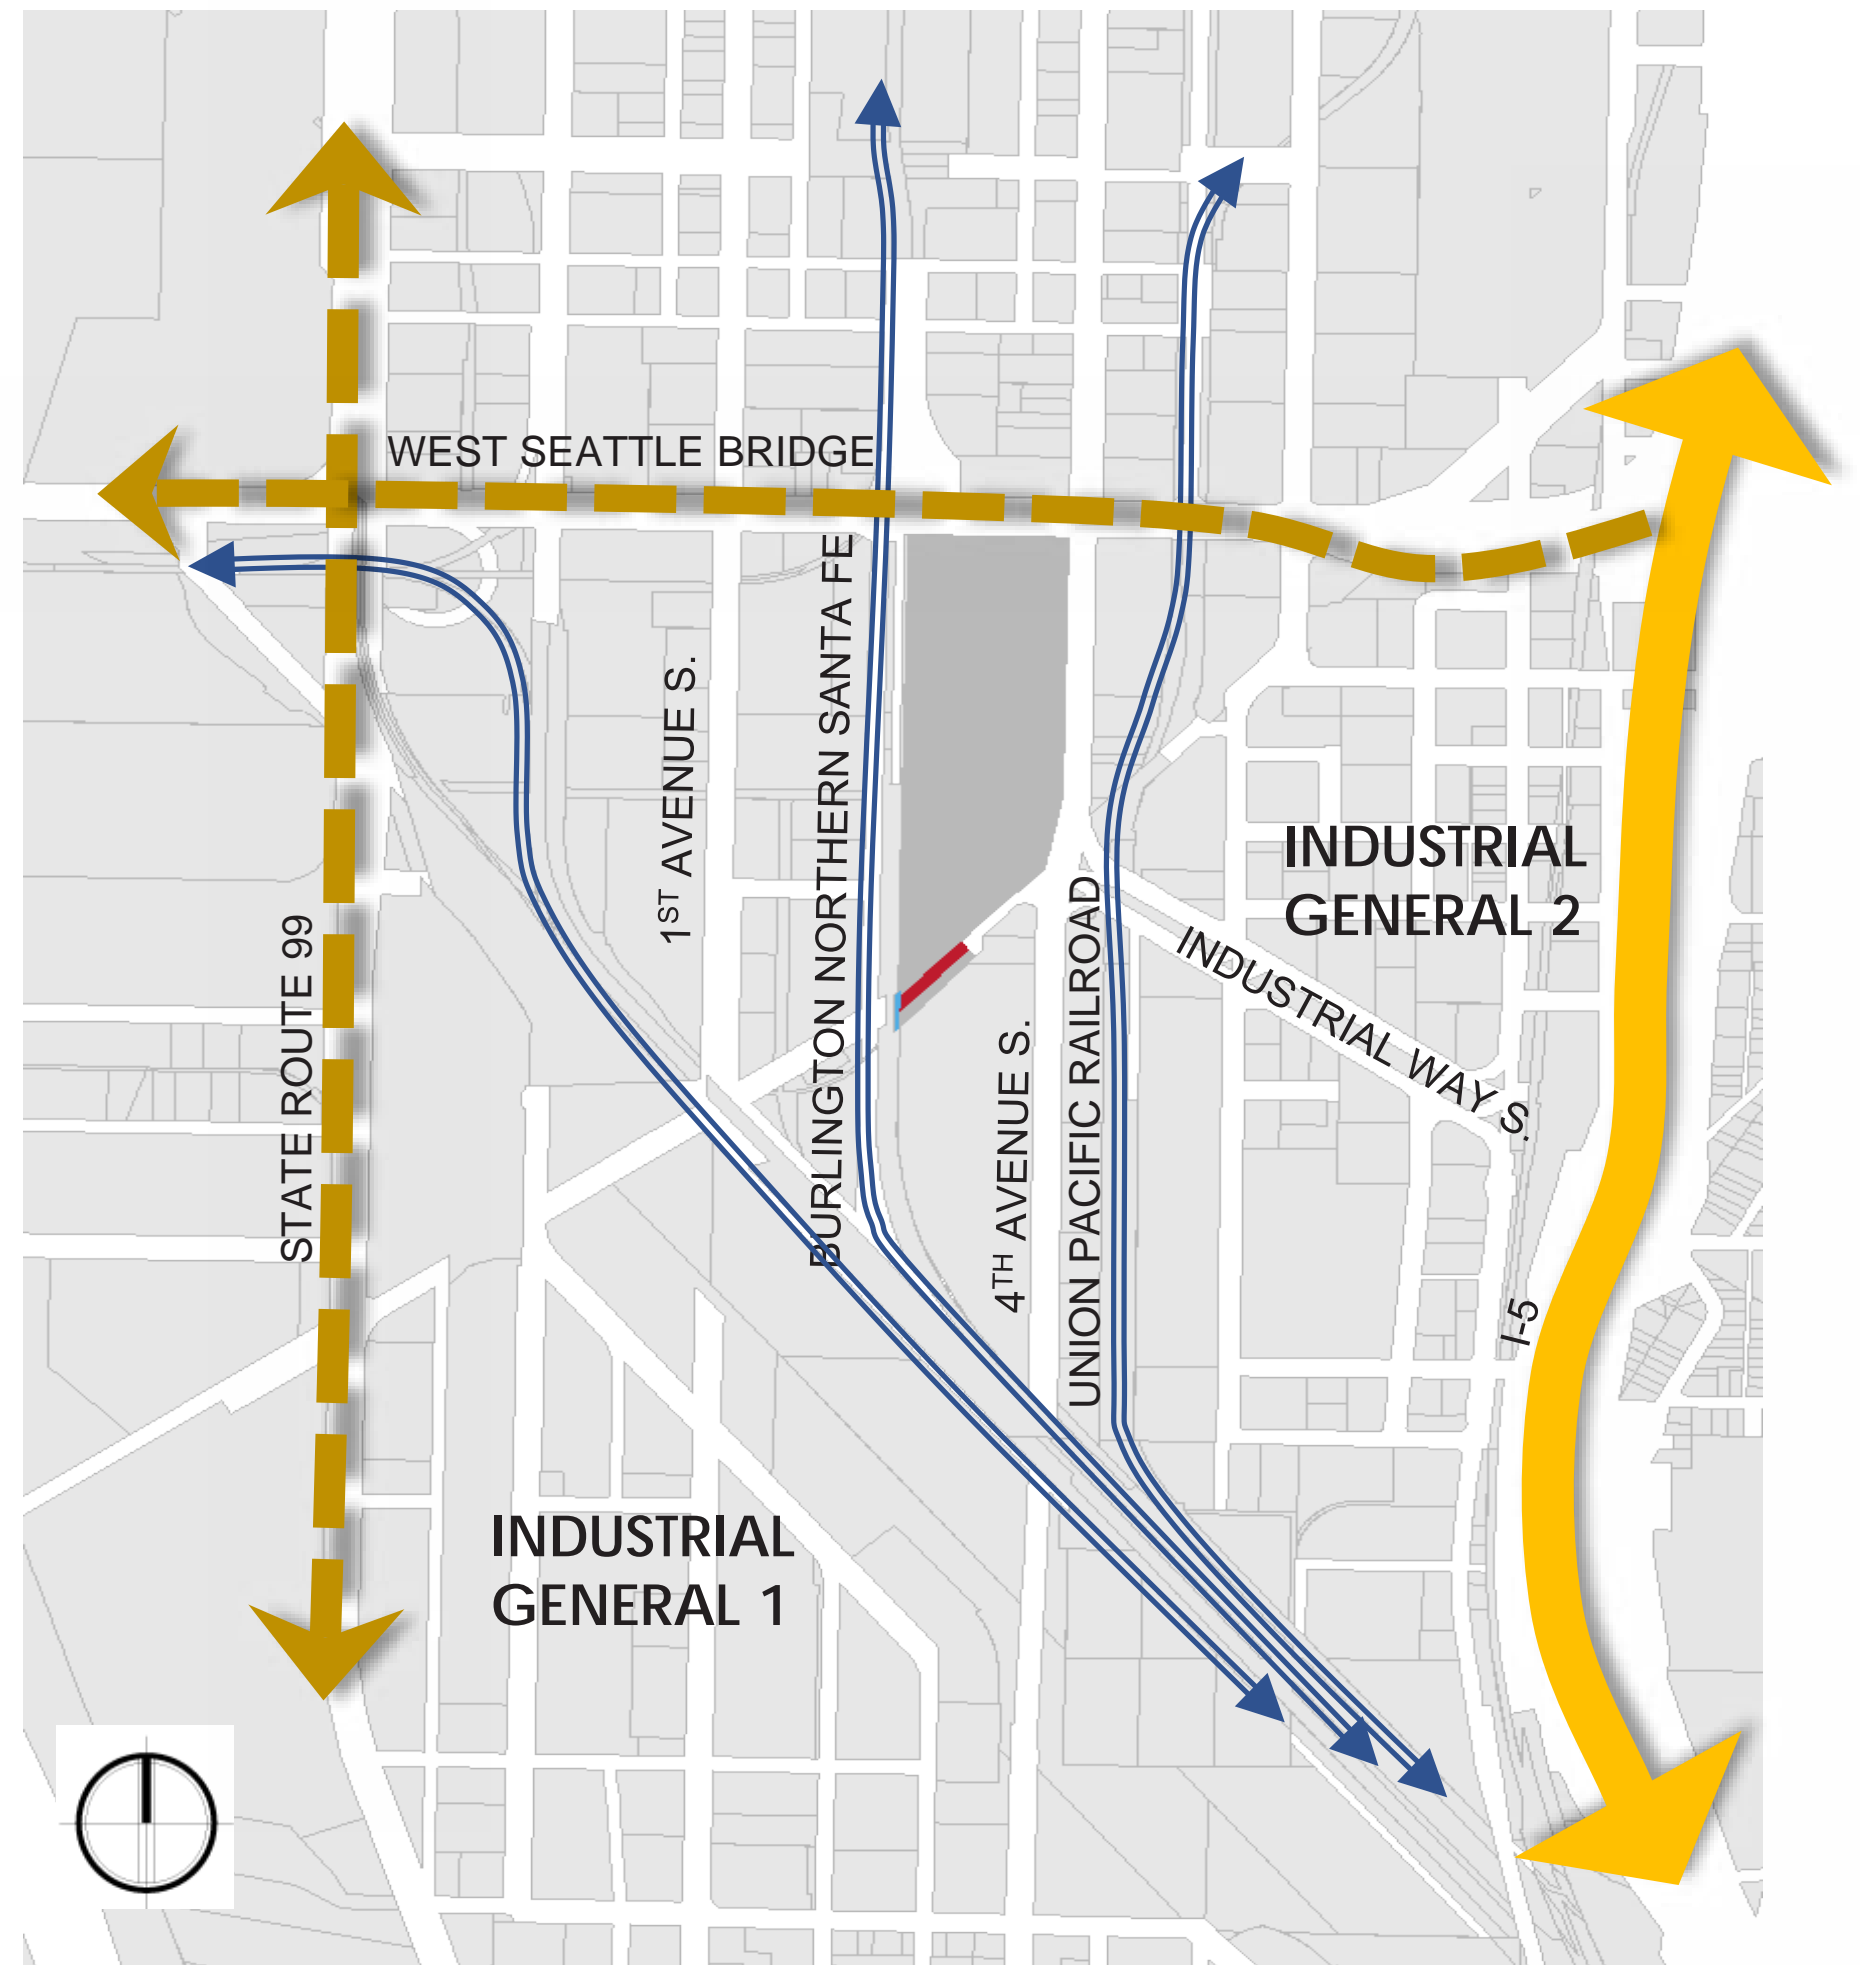 WEST SEATTLE BRIDGE
1ST AVENUE S.
BURLINGTON NORTHERN SANTA FE
INDUSTRIAL
GENERAL 2
STATE ROUTE 99
INDUSTRIAL WAY S.
4TH AVENUE S.
UNION PACIFIC RAILROAD
I-5
INDUSTRIAL
GENERAL 1